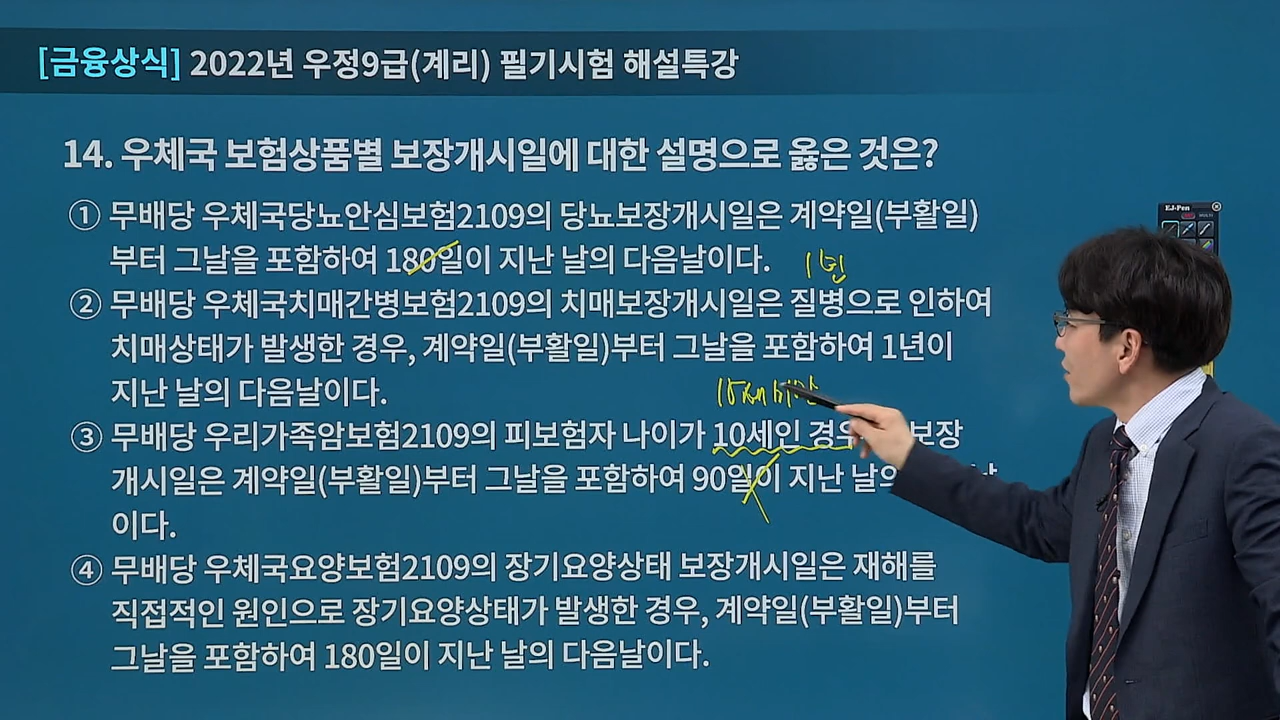 [금융상식] 2022년 우정9급(계리) 필기시험 해설특강
14. 우체국 보험상품별 보장개시일에 대한 설명으로 옳은 것은?
① 무배당 우체국당뇨안심보험2109의 당뇨보장개시일은 계약일(부활일)
부터 그날을 포함하여 180일이 지난 날의 다음날이다. 1년
② 무배당 우체국치매간병보험2109의 치매보장개시일은 질병으로 인하여
치매상태가 발생한 경우, 계약일(부활일)부터 그날을 포함하여 1년이
지난 날의 다음날이다.
15세미만
③ 무배당 우리가족암보험2109의 피보험자 나이가 10세인 경우 보장
개시일은 계약일(부활일)부터 그날을 포함하여 90일이 지난 날의
이다.
④ 무배당 우체국요양보험2109의 장기요양상태 보장개시일은 재해를
직접적인 원인으로 장기요양상태가 발생한 경우, 계약일(부활일)부터
그날을 포함하여 180일이 지난 날의 다음날이다.
EJ-Pen